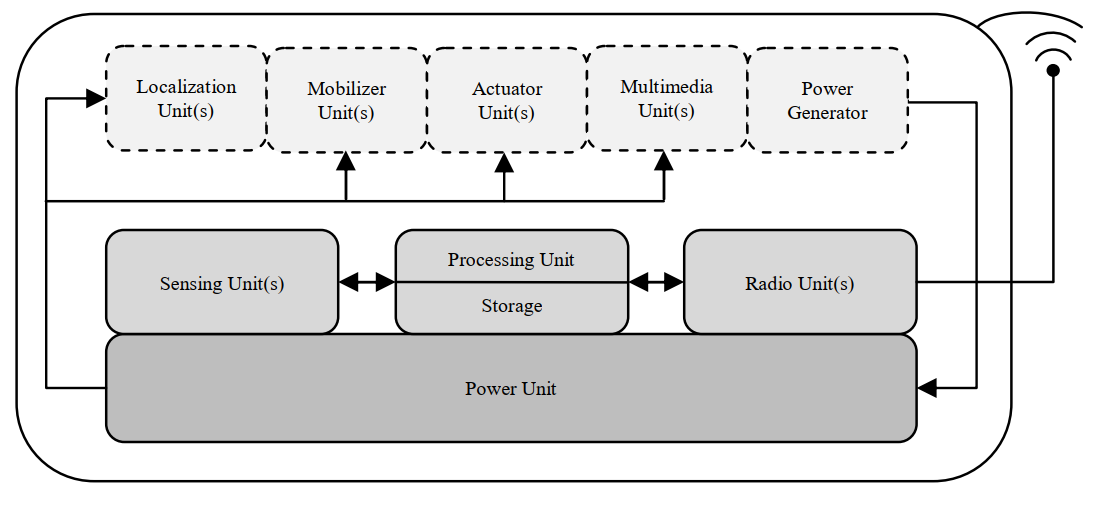 Localization
Unit(s)
Mobilizer
Unit(s)
Actuator
Unit(s)
Multimedia
Unit(s)
Power
Generator
Sensing Unit(s)
Processing Unit
Storage
Radio Unit(s)
Power Unit